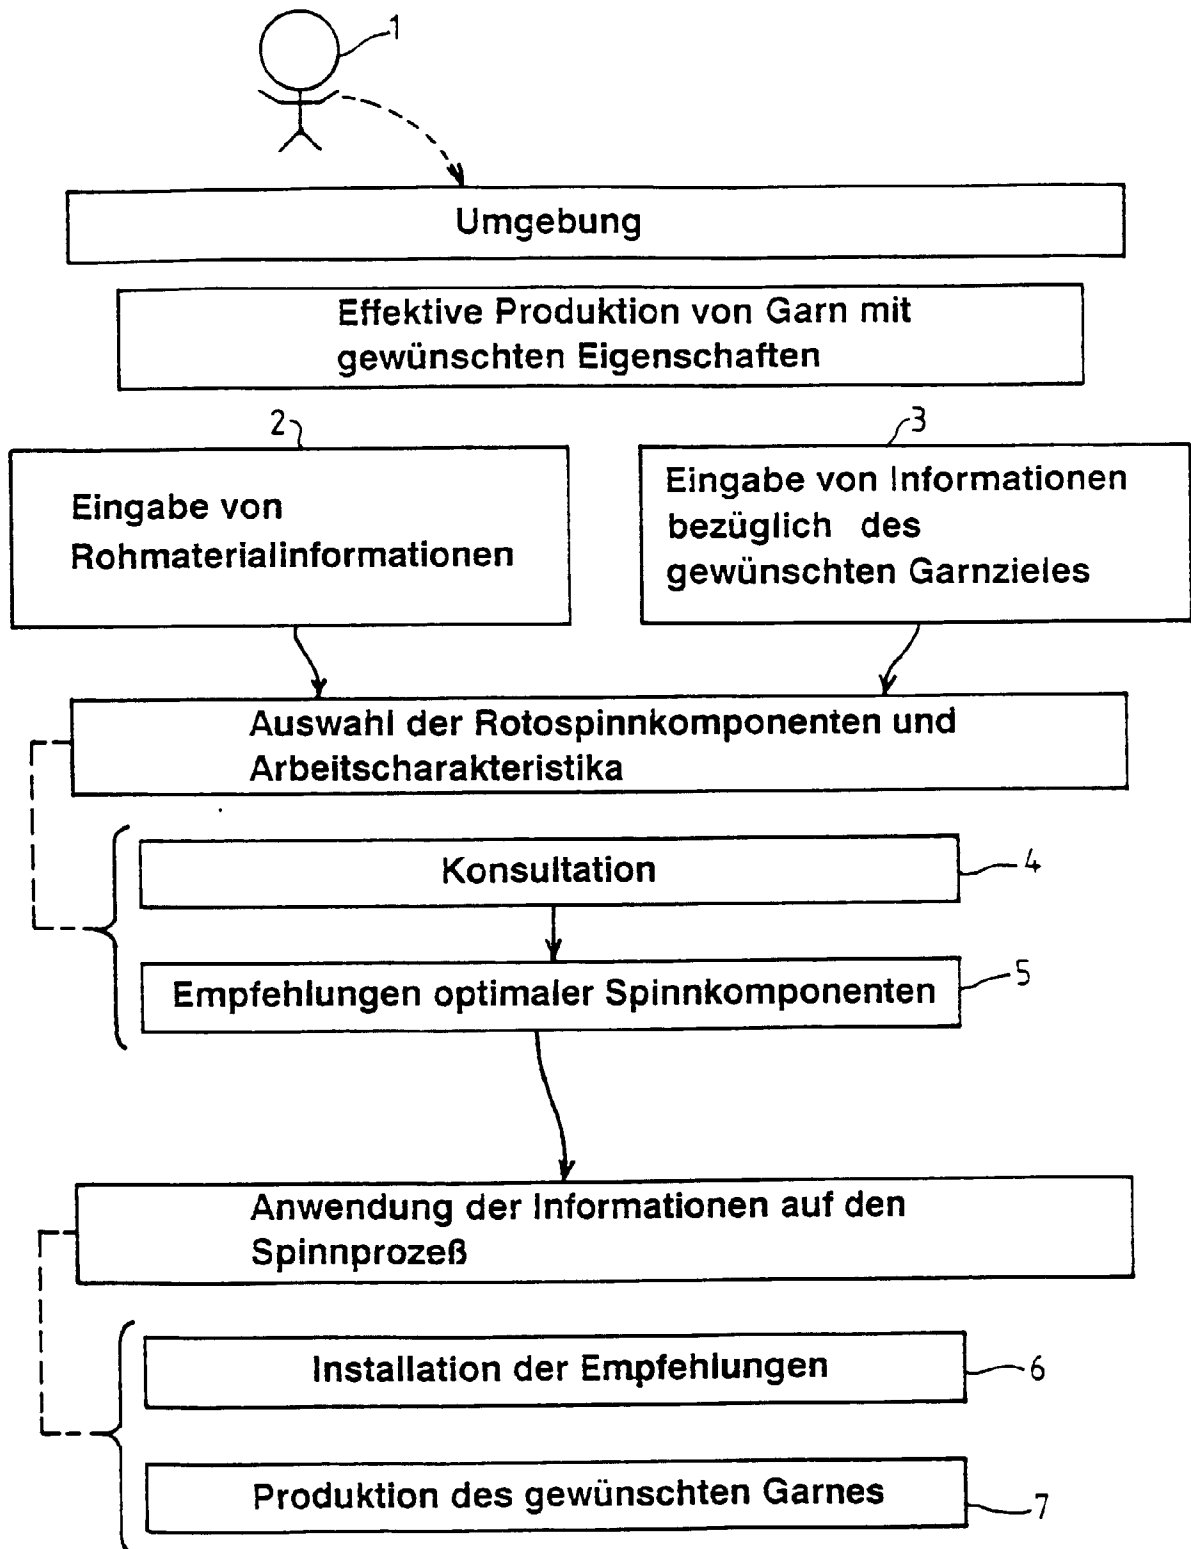 1
Umgebung
Effektive Produktion von Garn mit
gewünschten Eigenschaften
2
3
Eingabe von
Rohmaterialinformationen
Eingabe von Informationen
bezüglich des
gewünschten Garnzieles
Auswahl der Rotospinnkomponenten und
Arbeitscharakteristika
Konsultation
4
Empfehlungen optimaler Spinnkomponenten
5
Anwendung der Informationen auf den
Spinnprozeß
Installation der Empfehlungen
6
Produktion des gewünschten Garnes
7